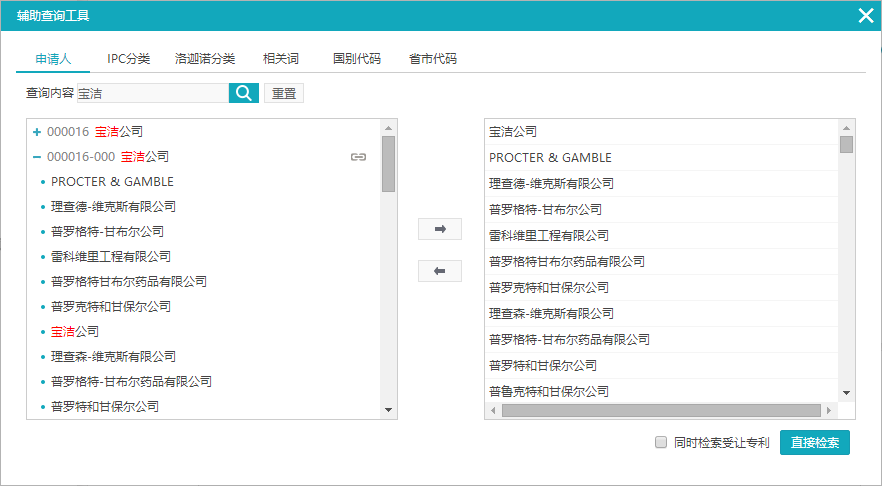 辅助查询工具
申请人 IPC分类 洛迦诺分类 相关词 国别代码 省市代码
查询内容 宝洁 重置
000016 宝洁公司
000016-000 宝洁公司
PROCTER & GAMBLE
理查德-维克斯有限公司
普罗格特-甘布尔公司
雷科维里工程有限公司
普罗格特甘布尔药品有限公司
普罗克特和甘保尔公司
宝洁公司
理查森-维克斯有限公司
普罗格特-甘布尔药品有限公司
普罗特和甘保尔公司
宝洁公司
PROCTER & GAMBLE
理查德-维克斯有限公司
普罗格特-甘布尔公司
雷科维里工程有限公司
普罗格特甘布尔药品有限公司
普罗克特和甘保尔公司
理查森-维克斯有限公司
普罗格特-甘布尔药品有限公司
普罗特和甘保尔公司
普鲁克特和甘保尔公司
同时检索受让专利 直接检索